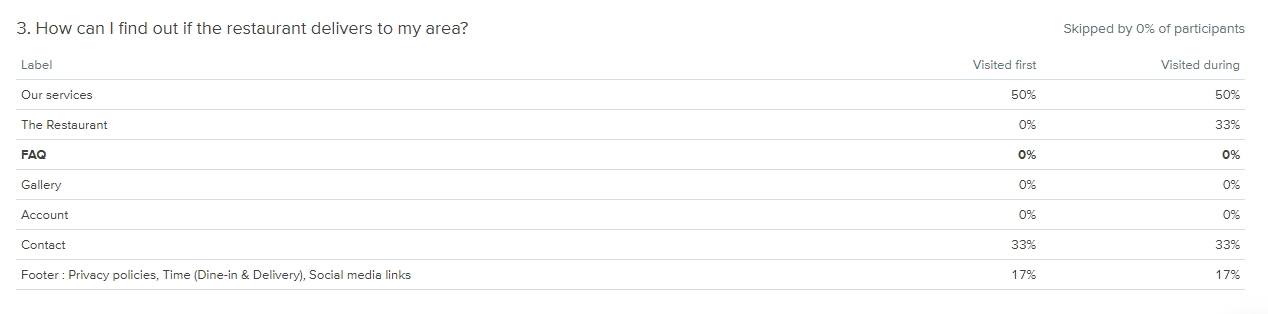 3. How can I find out if the restaurant delivers to my area? Skipped by 0% of participants
Label Visited first Visited during
Our services 50% 50%
The Restaurant 0% 33%
FAQ 0% 0%
Gallery 0% 0%
Account 0% 0%
Contact 33% 33%
Footer : Privacy policies, Time (Dine-in & Delivery), Social media links 17% 17%